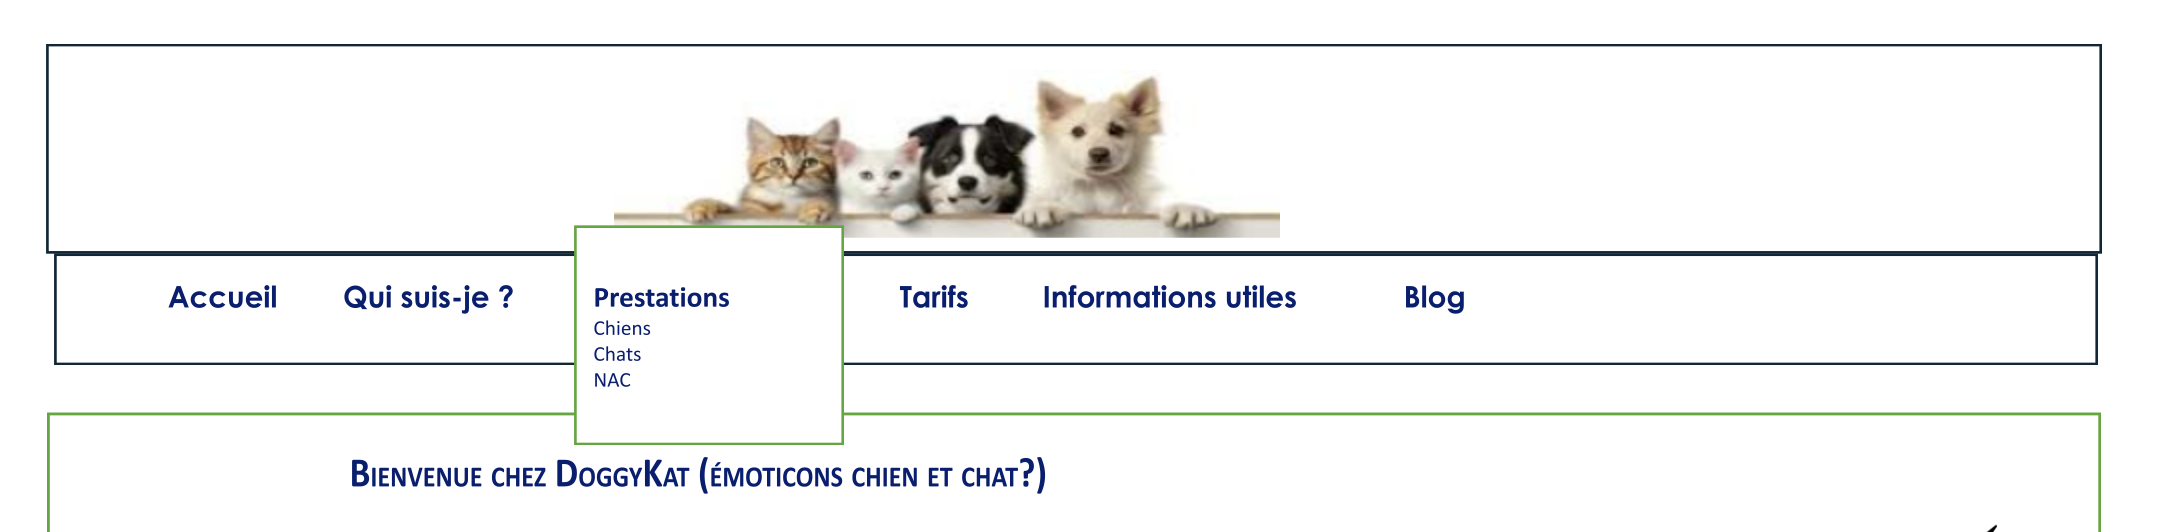 Accueil Qui suis-je ? Prestations Tarifs Informations utiles Blog
Chiens
Chats
NAC
Bienvenue chez DoggyKat (émoticons chien et chat?)